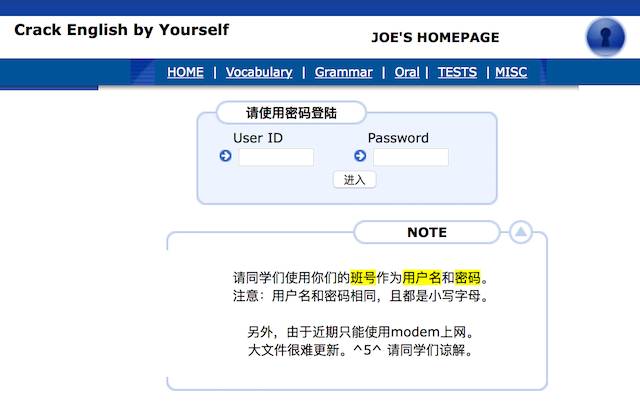 Crack English by Yourself
JOE'S HOMEPAGE
HOME | Vocabulary | Grammar | Oral | TESTS | MISC
请使用密码登陆
User ID Password
进入
NOTE
请同学们使用你们的班号作为用户名和密码。
注意：用户名和密码相同，且都是小写字母。
另外，由于近期只能使用modem上网。
大文件很难更新。^5^ 请同学们谅解。